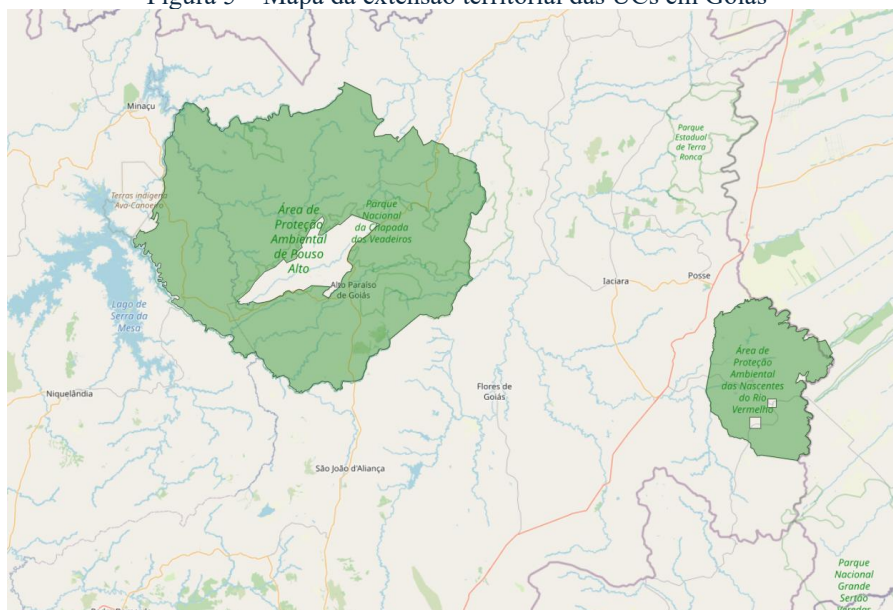 Figura 3 – Mapa da extensão territorial das UCs em Goiás
Minaçu
Parque
Estadual
de Terra
Ronca
Terras indígena
Ava-Canoeiro
Área de
Proteção
Ambiental
de Pouso
Alto
Parque
Nacional
da Chapada
dos Veadeiros
Alto Paraíso
de Goiás
Iaciara
Posse
Lago de
Serra da
Mesa
Área de
Proteção
Ambiental
das Nascentes
do Rio
Vermelho
Niquelândia
Flores de
Goiás
São João d'Aliança
Parque
Nacional
Grande
Sertão